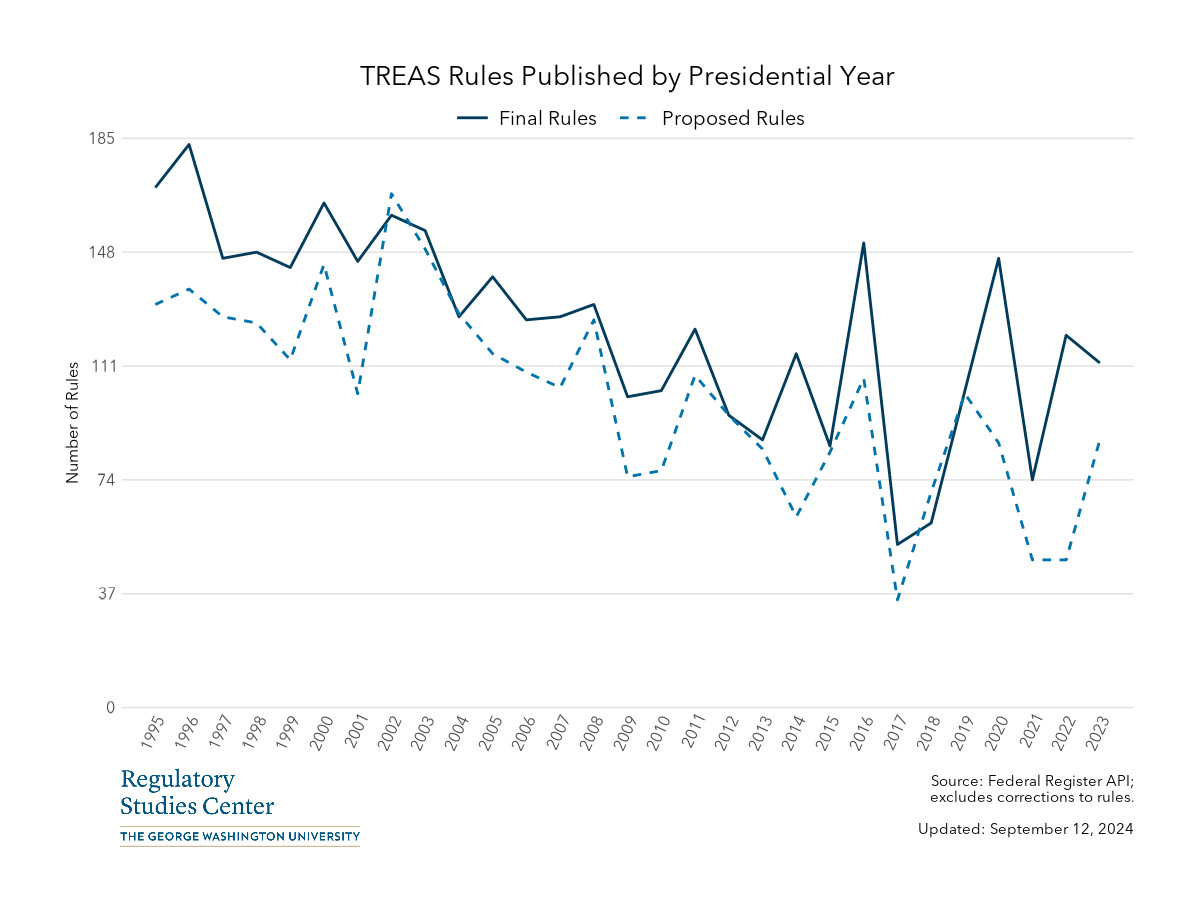 TREAS Rules Published by Presidential Year
Final Rules Proposed Rules
185
148
111
74
37
0
Number of Rules
1995 1996 1997 1998 1999 2000 2001 2002 2003 2004 2005 2006 2007 2008 2009 2010 2011 2012 2013 2014 2015 2016 2017 2018 2019 2020 2021 2022 2023
Regulatory
Studies Center
THE GEORGE WASHINGTON UNIVERSITY
Source: Federal Register API;
excludes corrections to rules.
Updated: September 12, 2024